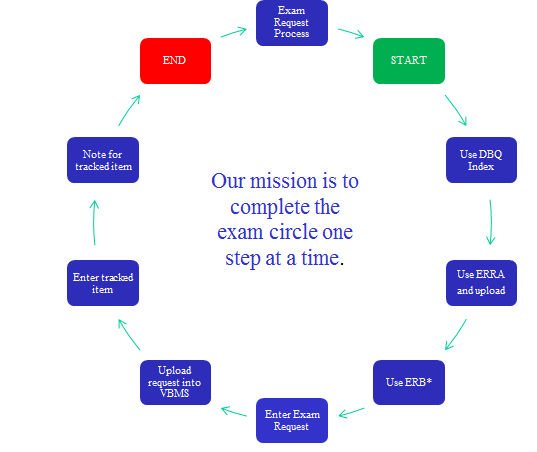 Exam
Request
Process
START
Use DBQ
Index
Use ERRA
and upload
Use ERB*
Enter Exam
Request
Upload
request into
VBMS
Enter tracked
item
Note for
tracked item
END
Our mission is to
complete the
exam circle one
step at a time.